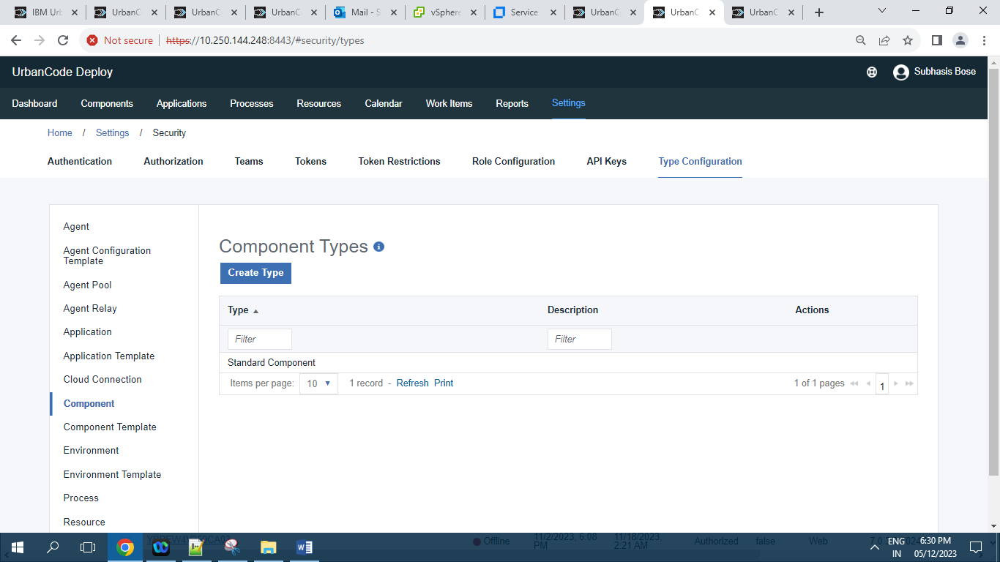 IBM Urb
UrbanC
UrbanC
UrbanC
Mail - S
vSphere
Service
UrbanC
UrbanC
UrbanC
Not secure
https://10.250.144.248:8443/#security/types
UrbanCode Deploy
Subhasis Bose
Dashboard Components Applications Processes Resources Calendar Work Items Reports Settings
Home / Settings / Security
Authentication Authorization Teams Tokens Token Restrictions Role Configuration API Keys Type Configuration
Agent
Agent Configuration
Template
Agent Pool
Agent Relay
Application
Application Template
Cloud Connection
Component
Component Template
Environment
Environment Template
Process
Resource
Component Types
Create Type
Type Description Actions
Filter Filter
Standard Component
Items per page: 10 1 record - Refresh Print 1 of 1 pages 1
Offline
11/2/2023, 6:08
PM
11/18/2023,
2:21 AM
Authorized
false
Web
ENG
IN
6:30 PM
05/12/2023